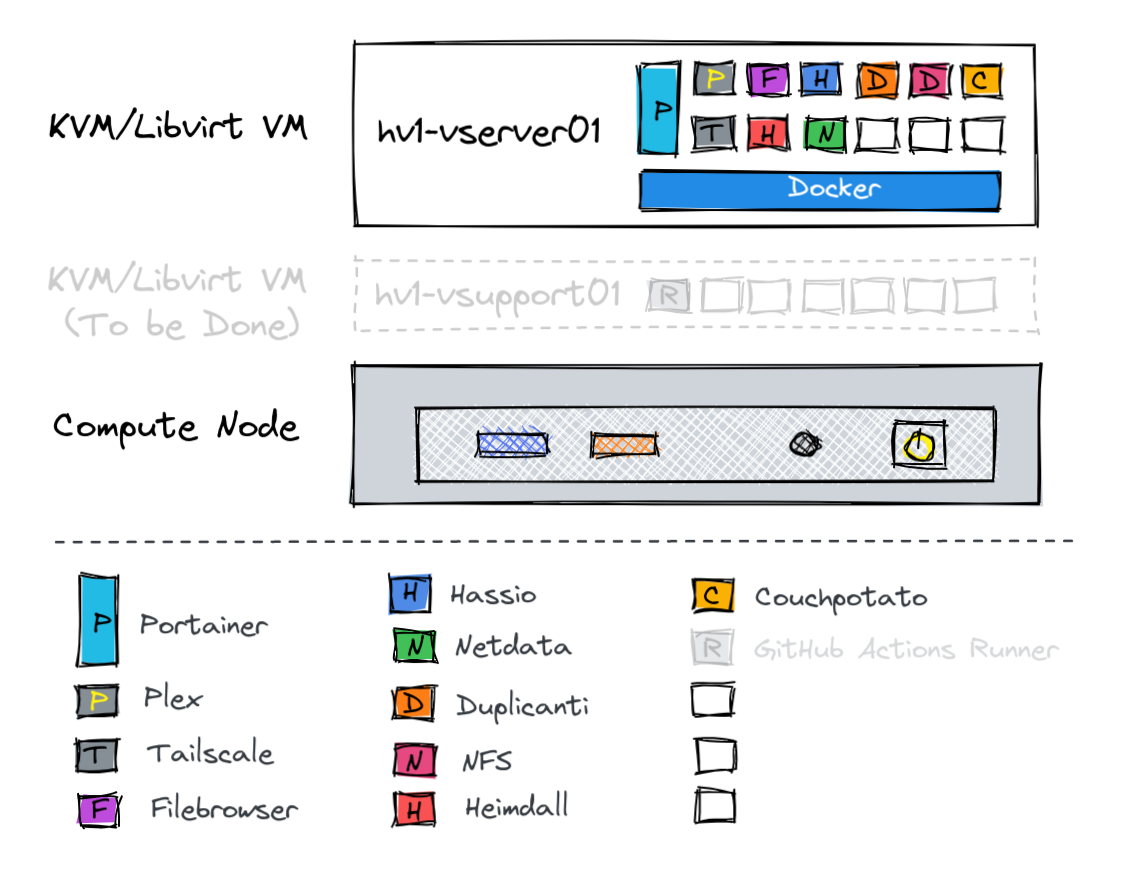 KVM/Libvirt VM
hv1-vserver01
P
P F H D D C
T H N
Docker
KVM/Libvirt VM
(To be Done)
hv1-vsupport01
R
Compute Node
P Portainer
P Plex
T Tailscale
F Filebrowser
H Hassio
N Netdata
D Duplicanti
N NFS
H Heimdall
C Couchpotato
R GitHub Actions Runner